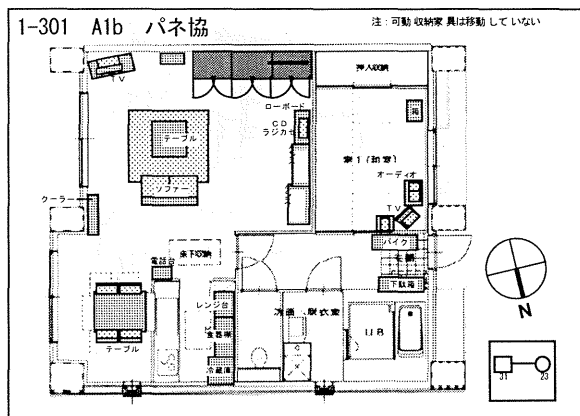 1-301 A1b パネ協
注:可動収納家具は移動していない
TV
押入収納
ローボード
CD
ラジカセ
箱
テーブル
室1(和室)
オーディオ
ソファー
TV
クーラー
バイク
床下収納
玄関
電話台
下駄箱
レンジ台
洗面 脱衣室
食器棚
UB
テーブル
冷蔵庫
N
31
23